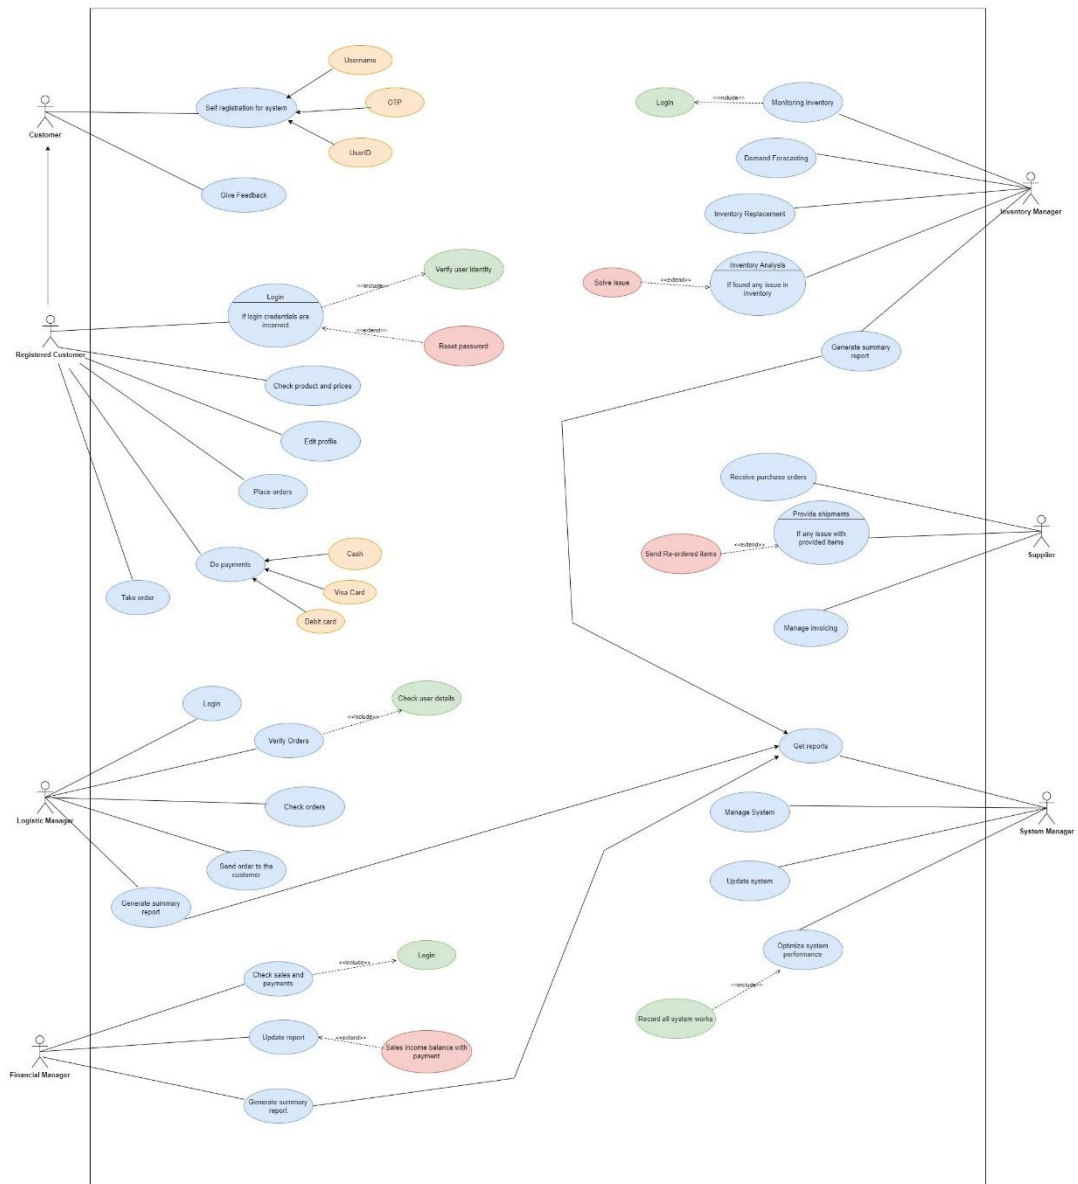 Username
Self registration for system
OTP
UserID
Customer
Give Feedback
Login
<<include>>
Monitoring inventory
Demand Forecasting
Inventory Replacement
Inventory Manager
Solve issue
<<extend>>
Inventory Analysis
If found any issue in
inventory
Generate summary
report
Verify user identity
<<include>>
Login
If login credentials are
incorrect
<<extend>>
Reset password
Registered Customer
Check product and prices
Edit profile
Place orders
Do payments
Cash
Visa Card
Debit card
Take order
Receive purchase orders
Provide shipments
If any issue with
provided items
<<extend>>
Send Re-ordered items
Supplier
Manage invoicing
Login
Check user details
<<include>>
Verify Orders
Check orders
Logistic Manager
Send order to the
customer
Generate summary
report
Get reports
Manage System
System Manager
Update system
Optimize system
performance
<<include>>
Record all system works
Check sales and
payments
<<include>>
Login
Update report
<<extend>>
Sales Income balance with
payment
Financial Manager
Generate summary
report